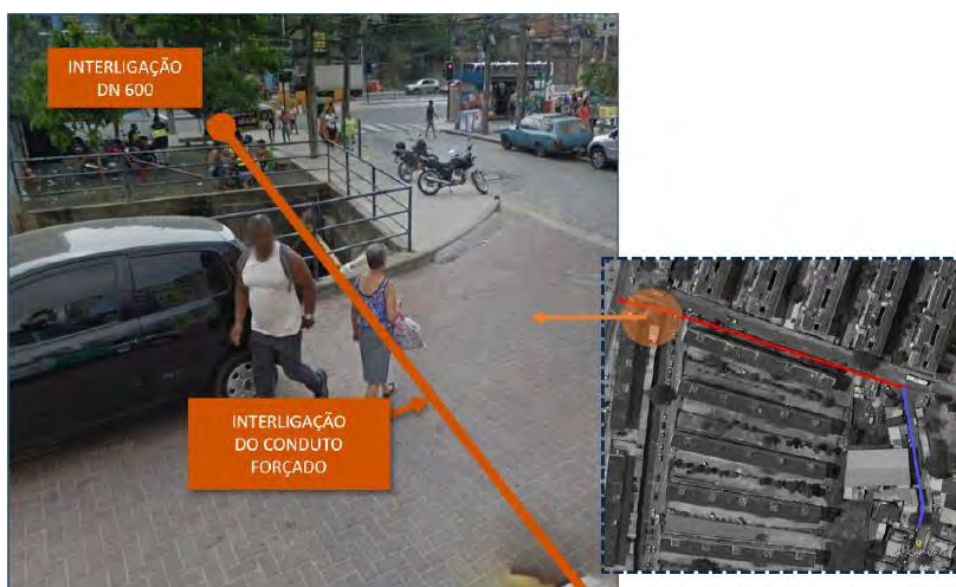 INTERLIGAÇÃO
DN 600
INTERLIGAÇÃO
DO CONDUTO
FORÇADO